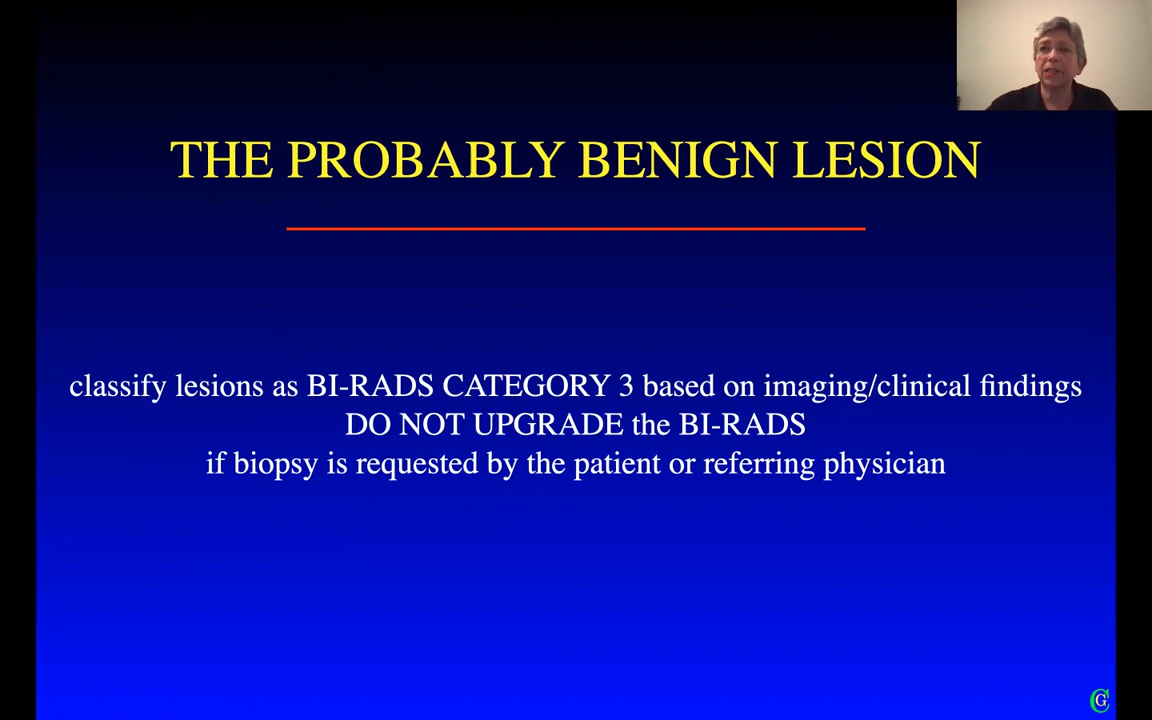 THE PROBABLY BENIGN LESION
classify lesions as BI-RADS CATEGORY 3 based on imaging/clinical findings
DO NOT UPGRADE the BI-RADS
if biopsy is requested by the patient or referring physician
CG